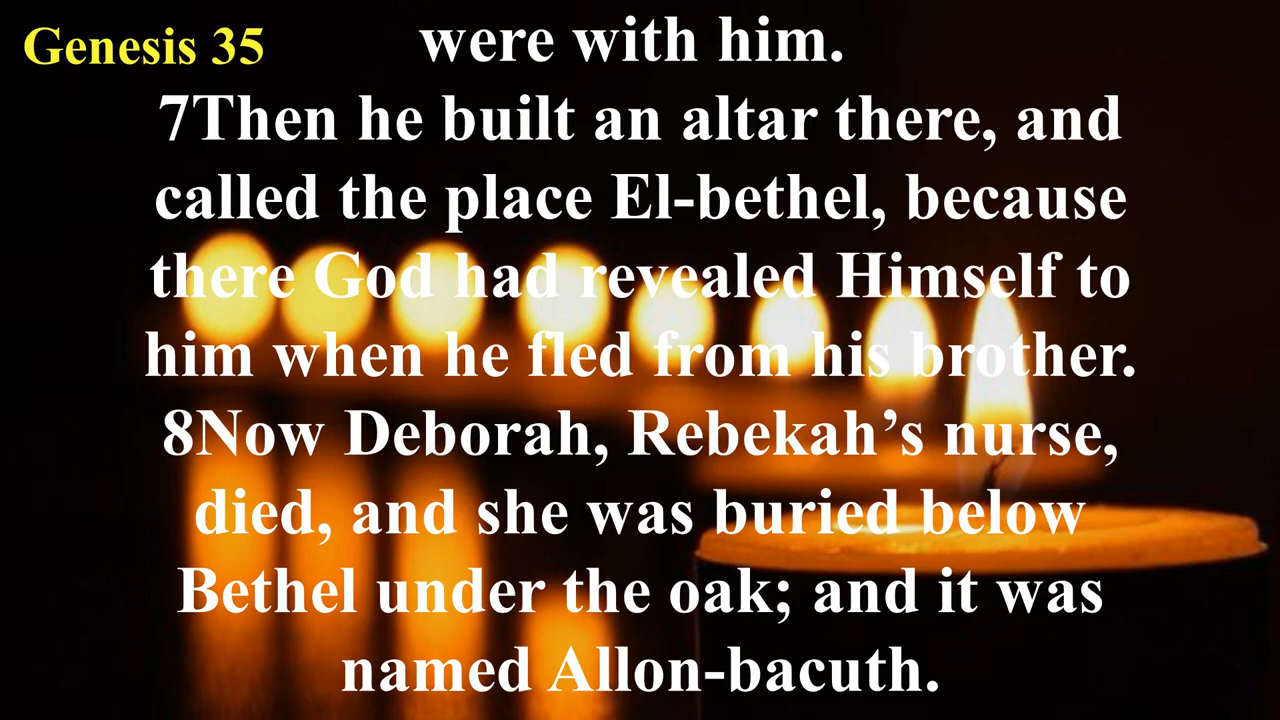 Genesis 35
were with him.
7Then he built an altar there, and
called the place El-bethel, because
there God had revealed Himself to
him when he fled from his brother.
8Now Deborah, Rebekah’s nurse,
died, and she was buried below
Bethel under the oak; and it was
named Allon-bacuth.